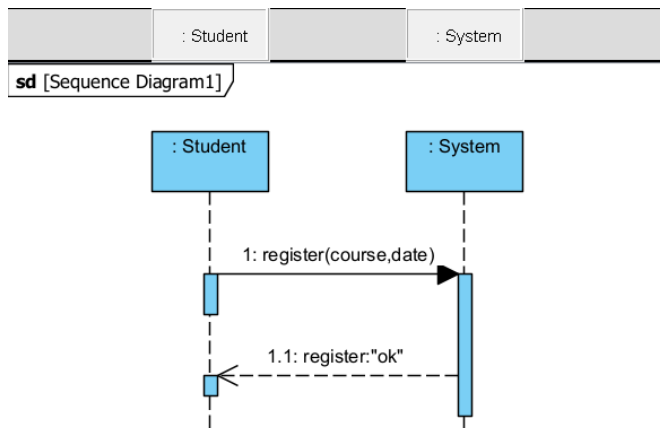 : Student
: System
sd [Sequence Diagram1]
: Student
: System
1: register(course,date)
1.1: register:"ok"